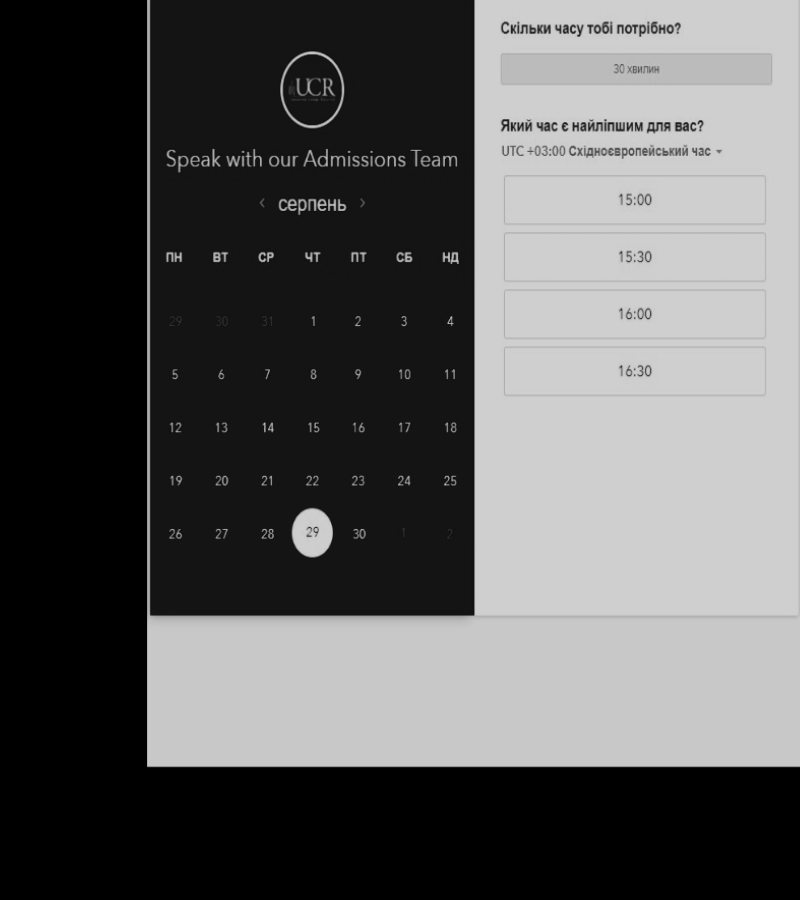 UCR
Speak with our Admissions Team
‹ серпень ›
ПН ВТ СР ЧТ ПТ СБ НД
29 30 31 1 2 3 4
5 6 7 8 9 10 11
12 13 14 15 16 17 18
19 20 21 22 23 24 25
26 27 28 29 30 1 2
Скільки часу тобі потрібно?
30 хвилин
Який час є найліпшим для вас?
UTC +03:00 Східноєвропейський час
15:00
15:30
16:00
16:30